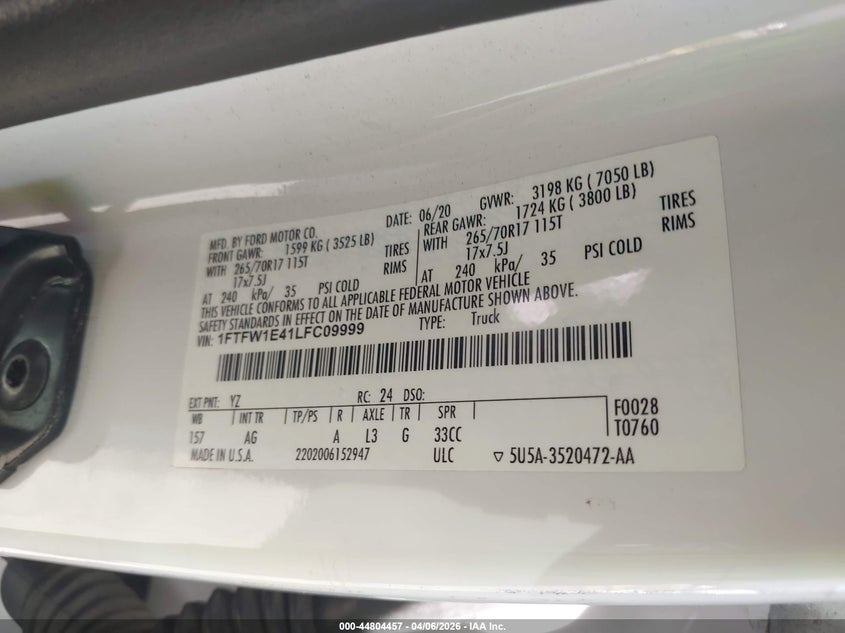 MFD. BY FORD MOTOR CO. DATE: 06/20 GVWR: 3198 KG ( 7050 LB)
FRONT GAWR: 1599 KG ( 3525 LB) REAR GAWR: 1724 KG ( 3800 LB)
WITH 265/70R17 115T TIRES WITH 265/70R17 115T TIRES
17x7.5J RIMS 17x7.5J RIMS
AT 240 kPa/ 35 PSI COLD AT 240 kPa/ 35 PSI COLD
THIS VEHICLE CONFORMS TO ALL APPLICABLE FEDERAL MOTOR VEHICLE
SAFETY STANDARDS IN EFFECT ON THE DATE OF MANUFACTURE SHOWN ABOVE.
VIN: 1FTFW1E41LFC09999 TYPE: Truck
EXT PNT: YZ RC: 24 DSO:
WB INT TR TP/PS R AXLE TR SPR F0028
157 AG A L3 G 33CC T0760
MADE IN U.S.A. 2202006152947 ULC ▽ 5U5A-3520472-AA
000-44804457 - 04/06/2026 - IAA Inc.